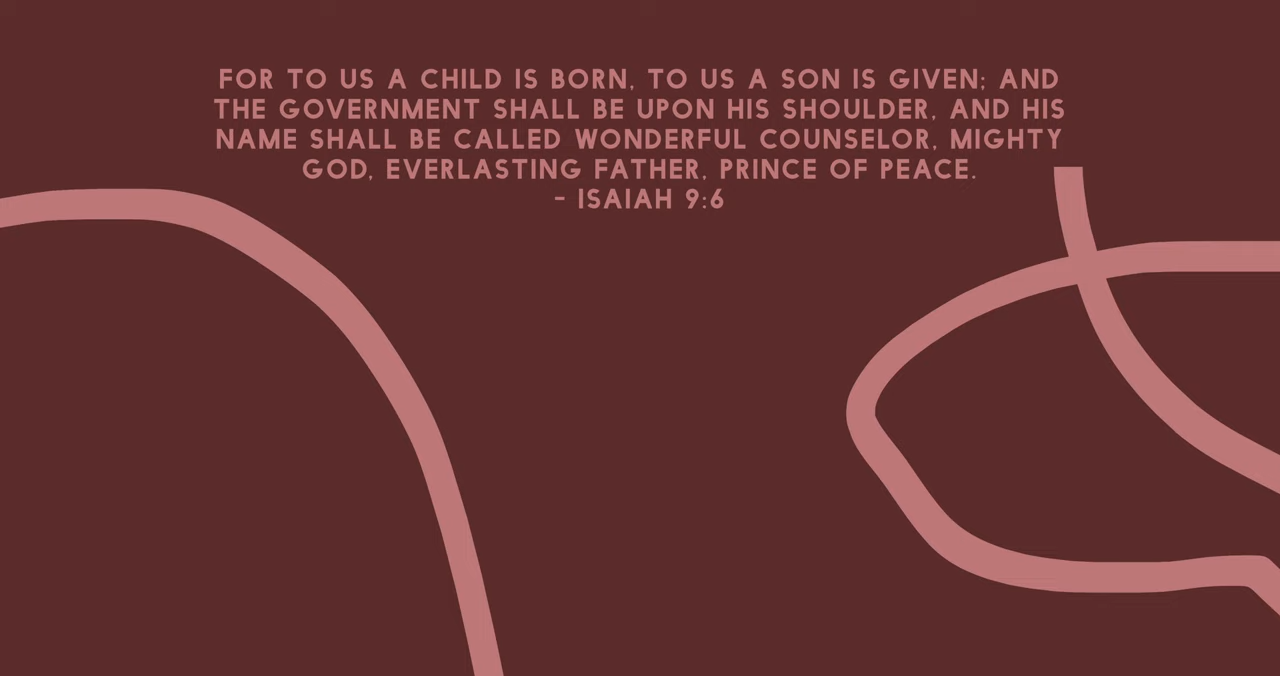 FOR TO US A CHILD IS BORN, TO US A SON IS GIVEN; AND
THE GOVERNMENT SHALL BE UPON HIS SHOULDER, AND HIS
NAME SHALL BE CALLED WONDERFUL COUNSELOR, MIGHTY
GOD, EVERLASTING FATHER, PRINCE OF PEACE.
- ISAIAH 9:6